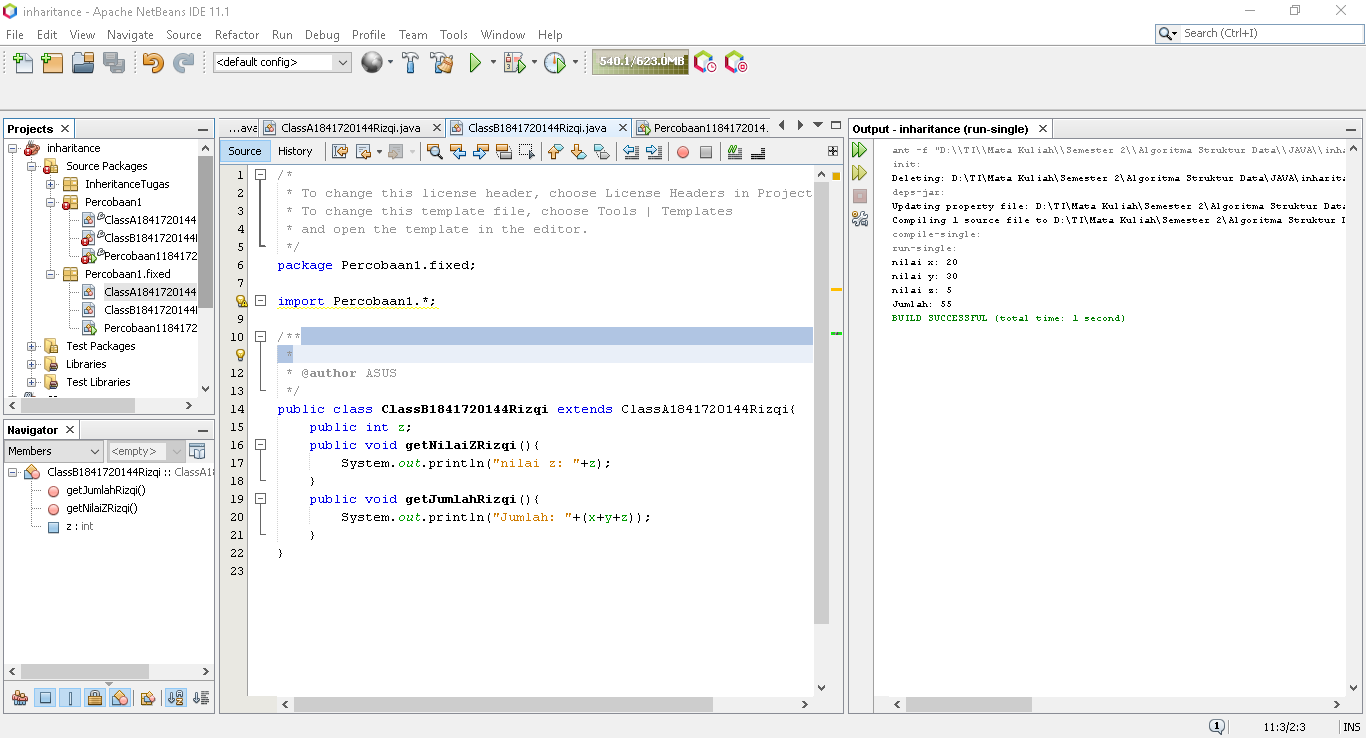 inharitance - Apache NetBeans IDE 11.1
File Edit View Navigate Source Refactor Run Debug Profile Team Tools Window Help
Search (Ctrl+I)
<default config>
540.1/623.0MB
Projects
inharitance
Source Packages
InheritanceTugas
Percobaan1
ClassA184172014
ClassB1841720144
Percobaan1184172
Percobaan1.fixed
ClassA184172014
ClassB1841720144
Percobaan1184172
Test Packages
Libraries
Test Libraries
Navigator
Members
<empty>
ClassB1841720144Rizqi :: ClassA1
getJumlahRizqi()
getNilaiZRizqi()
z : int
...ava ClassA1841720144Rizqi.java ClassB1841720144Rizqi.java Percobaan1184172014.
Source History
1 /*
2 * To change this license header, choose License Headers in Project
3 * To change this template file, choose Tools | Templates
4 * and open the template in the editor.
5 */
6 package Percobaan1.fixed;
7
import Percobaan1.*;
9
10 /**
*
12 * @author ASUS
13 */
14 public class ClassB1841720144Rizqi extends ClassA1841720144Rizqi{
15 public int z;
16 public void getNilaiZRizqi(){
17 System.out.println("nilai z: "+z);
18 }
19 public void getJumlahRizqi(){
20 System.out.println("Jumlah: "+(x+y+z));
21 }
22 }
23
Output - inharitance (run-single)
ant -f "D:\\TI\\Mata Kuliah\\Semester 2\\Algoritma Struktur Data\\JAVA\\inha
init:
Deleting: D:\TI\Mata Kuliah\Semester 2\Algoritma Struktur Data\JAVA\inharita
deps-jar:
Updating property file: D:\TI\Mata Kuliah\Semester 2\Algoritma Struktur Data
Compiling 1 source file to D:\TI\Mata Kuliah\Semester 2\Algoritma Struktur D
compile-single:
run-single:
nilai x: 20
nilai y: 30
nilai z: 5
Jumlah: 55
BUILD SUCCESSFUL (total time: 1 second)
1
11:3/2:3
INS